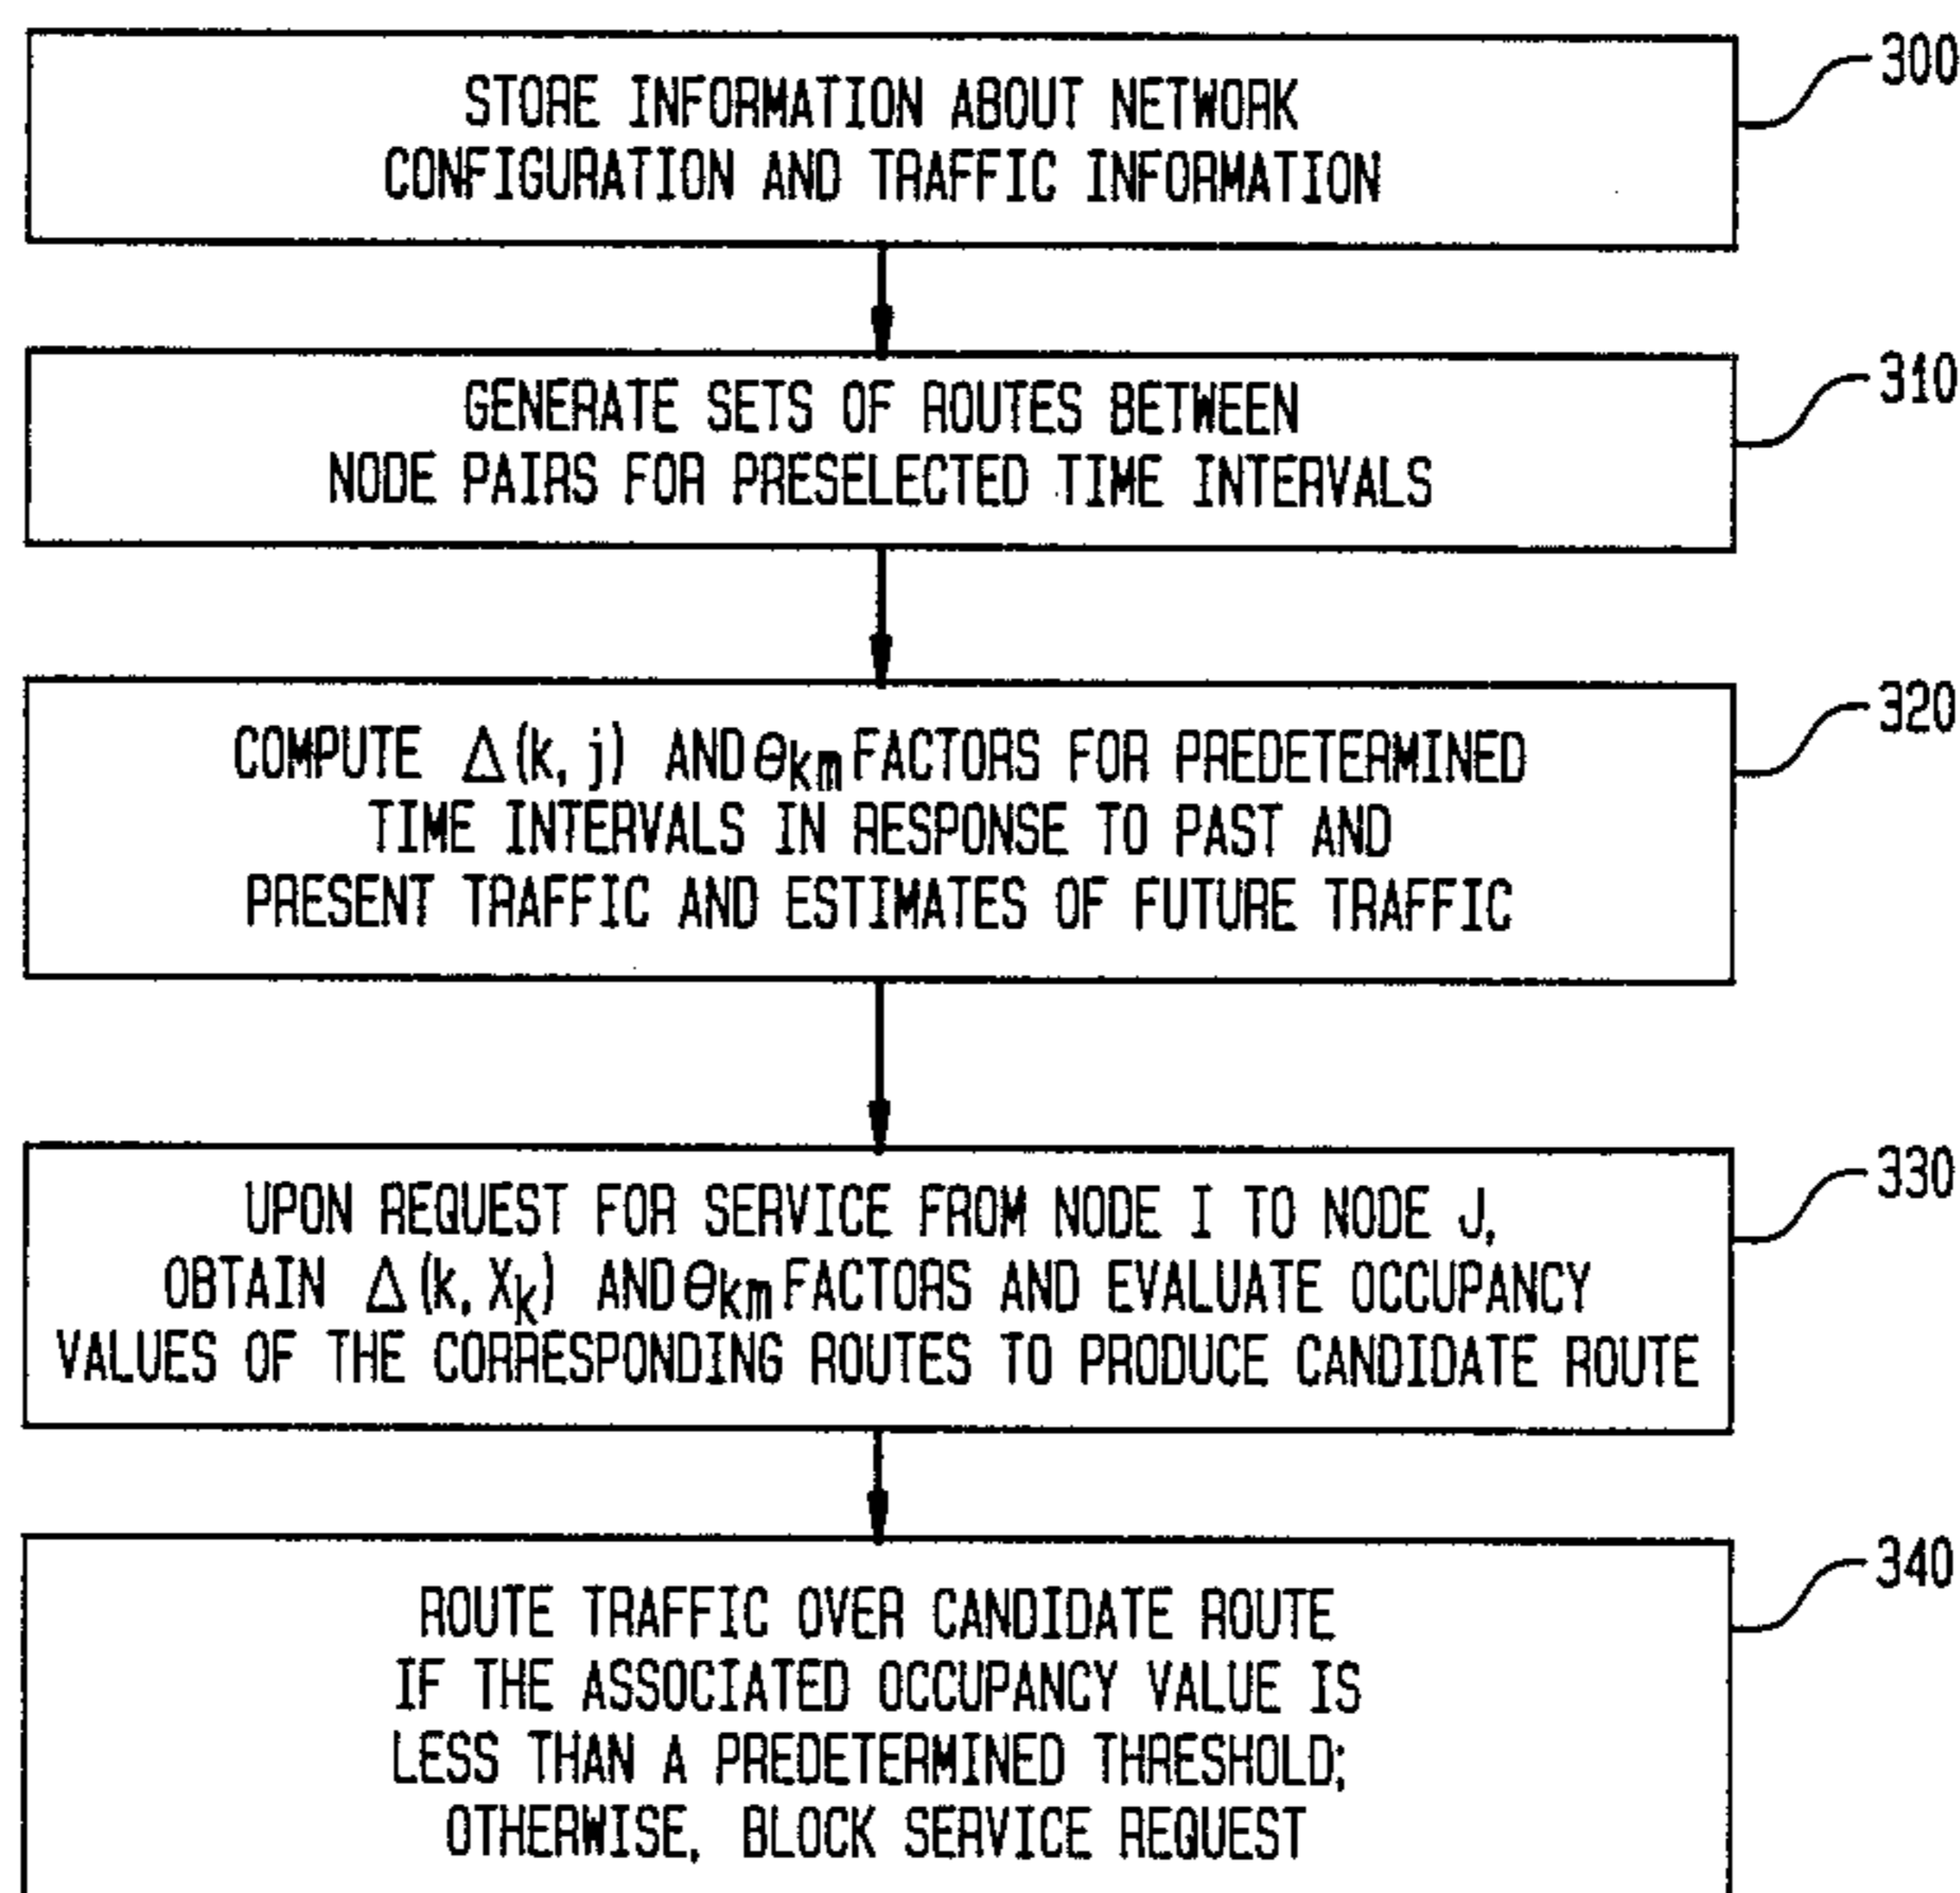 STORE INFORMATION ABOUT NETWORK
CONFIGURATION AND TRAFFIC INFORMATION
300
GENERATE SETS OF ROUTES BETWEEN
NODE PAIRS FOR PRESELECTED TIME INTERVALS
310
COMPUTE Δ(k, j) AND θkm FACTORS FOR PREDETERMINED
TIME INTERVALS IN RESPONSE TO PAST AND
PRESENT TRAFFIC AND ESTIMATES OF FUTURE TRAFFIC
320
UPON REQUEST FOR SERVICE FROM NODE I TO NODE J,
OBTAIN Δ(k, Xk) AND θkm FACTORS AND EVALUATE OCCUPANCY
VALUES OF THE CORRESPONDING ROUTES TO PRODUCE CANDIDATE ROUTE
330
ROUTE TRAFFIC OVER CANDIDATE ROUTE
IF THE ASSOCIATED OCCUPANCY VALUE IS
LESS THAN A PREDETERMINED THRESHOLD;
OTHERWISE, BLOCK SERVICE REQUEST
340